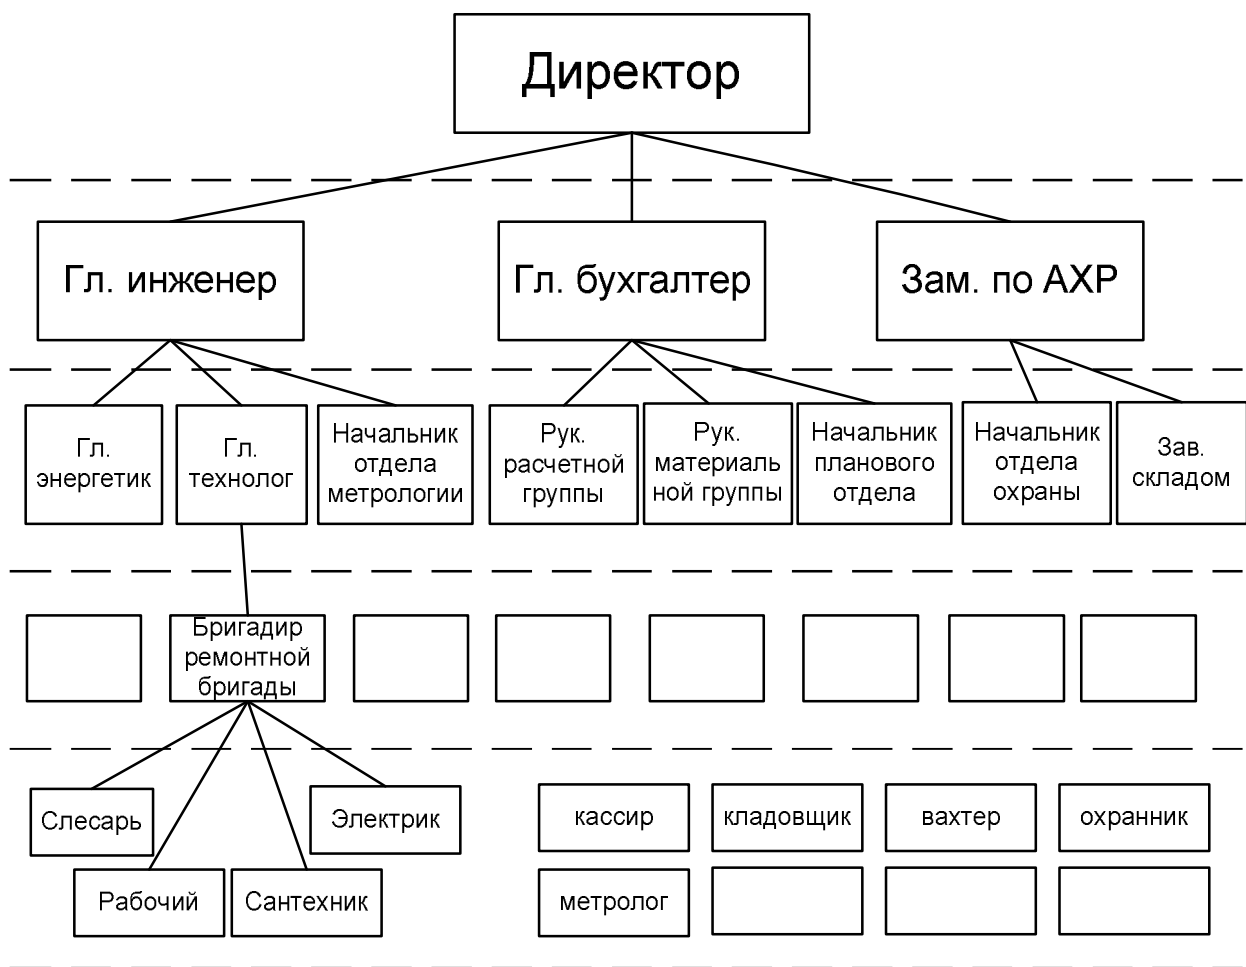 Директор
Гл. инженер
Гл. бухгалтер
Зам. по АХР
Гл.
энергетик
Гл.
технолог
Начальник
отдела
метрологии
Рук.
расчетной
группы
Рук.
материаль
ной группы
Начальник
планового
отдела
Начальник
отдела
охраны
Зав.
складом
Бригадир
ремонтной
бригады
Слесарь
Электрик
кассир
кладовщик
вахтер
охранник
Рабочий
Сантехник
метролог